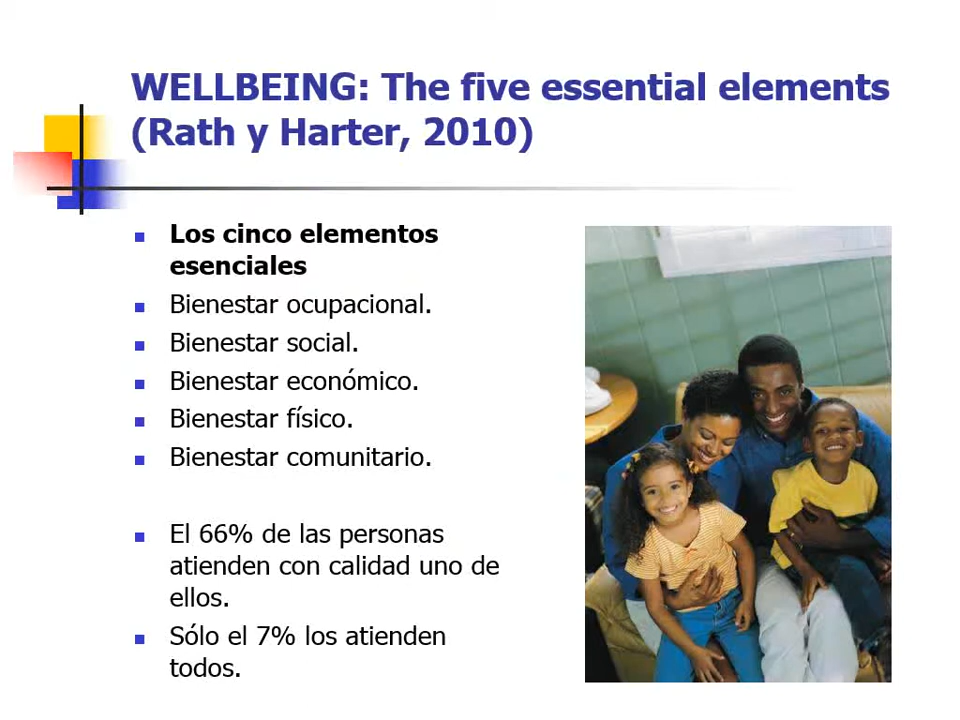 WELLBEING: The five essential elements
(Rath y Harter, 2010)
Los cinco elementos
esenciales
Bienestar ocupacional.
Bienestar social.
Bienestar económico.
Bienestar físico.
Bienestar comunitario.
El 66% de las personas
atienden con calidad uno de
ellos.
Sólo el 7% los atienden
todos.